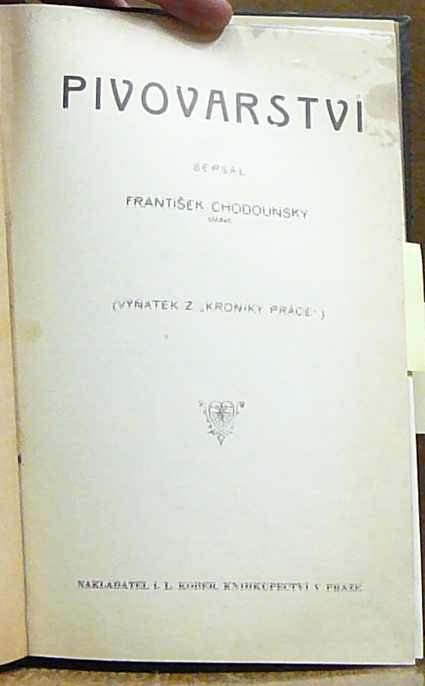 PIVOVARSTVÍ
SEPSAL
FRANTIŠEK CHODOUNSKÝ
(VÝŇATEK Z „KRONIKY PRÁCE“)
NAKLADATEL I. L. KOBER, KNIHKUPECTVÍ V PRAZE